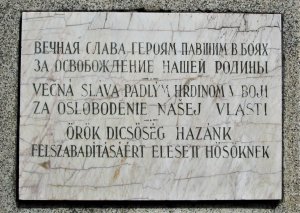 ВЕЧНАЯ СЛАВА ГЕРОЯМ ПАВШИМ В БОЯХ
ЗА ОСВОБОЖДЕНИЕ НАШЕЙ РОДИНЫ
VEČNÁ SLAVA PADLÝM HRDINOM V BOJI
ZA OSLOBODENIE NAŠEJ VLASTI
ÖRÖK DICSŐSÉG HAZÁNK
FELSZABADÍTÁSÁÉRT ELESETT HŐSÖKNEK